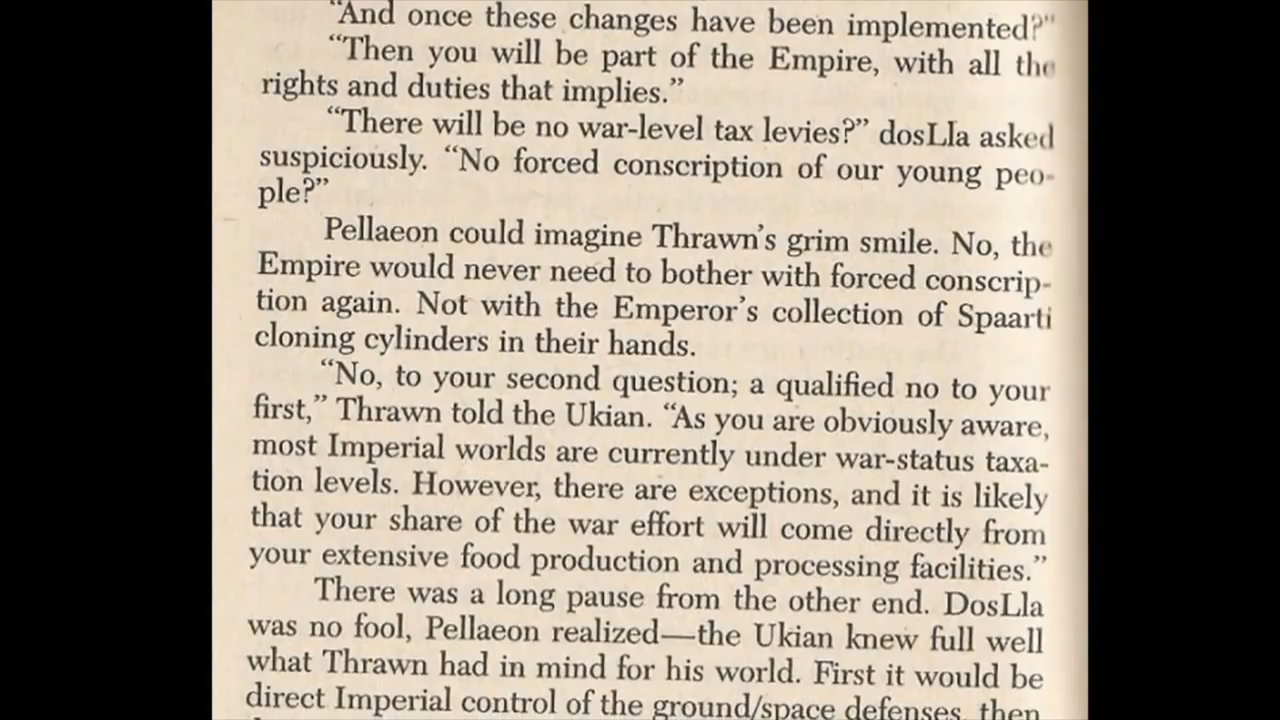 "And once these changes have been implemented?"
"Then you will be part of the Empire, with all the
rights and duties that implies."
"There will be no war-level tax levies?" dosLla asked
suspiciously. "No forced conscription of our young peo-
ple?"
Pellaeon could imagine Thrawn's grim smile. No, the
Empire would never need to bother with forced conscrip-
tion again. Not with the Emperor's collection of Spaarti
cloning cylinders in their hands.
"No, to your second question; a qualified no to your
first," Thrawn told the Ukian. "As you are obviously aware,
most Imperial worlds are currently under war-status taxa-
tion levels. However, there are exceptions, and it is likely
that your share of the war effort will come directly from
your extensive food production and processing facilities."
There was a long pause from the other end. DosLla
was no fool, Pellaeon realized—the Ukian knew full well
what Thrawn had in mind for his world. First it would be
direct Imperial control of the ground/space defenses, then